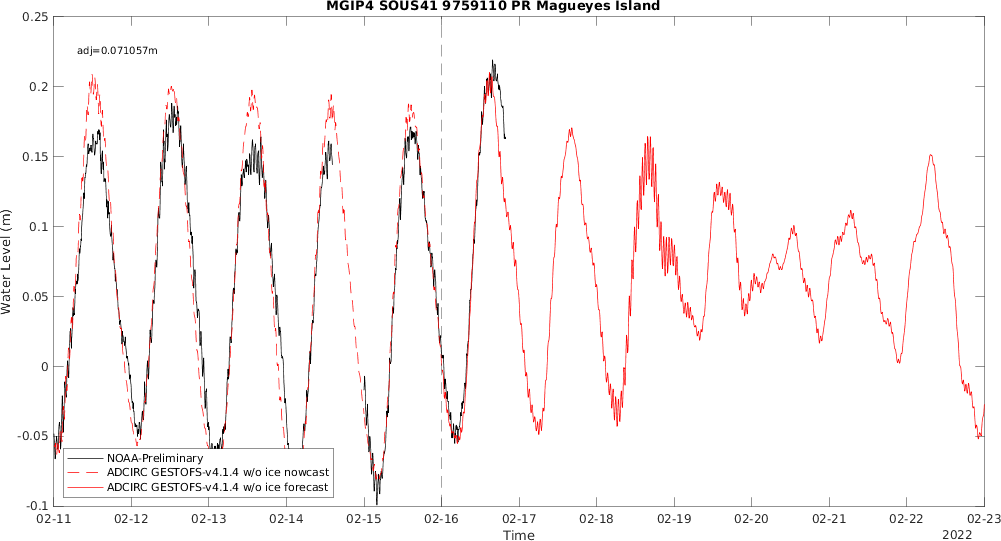 MGIP4 SOUS41 9759110 PR Magueyes Island
adj=0.071057m
Water Level (m)
0.25
0.2
0.15
0.1
0.05
0
-0.05
-0.1
NOAA-Preliminary
ADCIRC GESTOFS-v4.1.4 w/o ice nowcast
ADCIRC GESTOFS-v4.1.4 w/o ice forecast
02-11 02-12 02-13 02-14 02-15 02-16 02-17 02-18 02-19 02-20 02-21 02-22 02-23
Time
2022